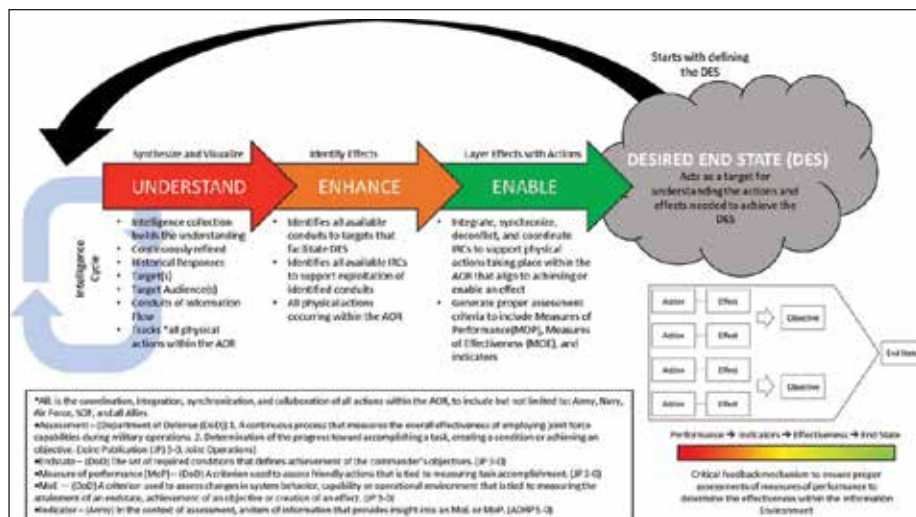 Starts with defining
the DES
Synthesize and Visualize
Identify Effects
Layer Effects with Actions
UNDERSTAND
ENHANCE
ENABLE
DESIRED END STATE (DES)
Acts as a target for
understanding the actions and
effects needed to achieve the
DES
Intelligence
Cycle
• Intelligence collection
builds the understanding
• Continuously refined
• Historical Responses
• Target(s)
• Target Audience(s)
• Conduits of Information
Flow
• Tracks *all physical
actions within the AOR
• Identifies all available
conduits to targets that
facilitate DES
• Identifies all available IRCs
to support exploitation of
identified conduits
• All physical actions
occurring within the AOR
• Integrate, synchronize,
deconflict, and coordinate
IRCs to support physical
actions taking place within the
AOR that align to achieving or
enable an effect
• Generate proper assessment
criteria to include Measures of
Performance(MOP), Measures
of Effectiveness (MOE), and
indicators
Action
Effect
Action
Effect
Objective
Action
Effect
Action
Effect
Objective
End State
Performance → Indicators → Effectiveness → End State
Critical feedback mechanism to ensure proper
assessments of measures of performance to
determine the effectiveness within the Information
Environment
*All: is the coordination, integration, synchronization, and collaboration of all actions within the AOR, to include but not limited to: Army, Navy,
Air Force, SOF, and all Allies
•Assessment – (Department of Defense (DoD)) 1. A continuous process that measures the overall effectiveness of employing joint force
capabilities during military operations. 2. Determination of the progress toward accomplishing a task, creating a condition or achieving an
objective. (Joint Publication (JP) 3-0, Joint Operations)
•Endstate – (DoD) The set of required conditions that defines achievement of the commander's objectives. (JP 3-0)
•Measure of performance (MoP) – (DoD) A criterion used to assess friendly actions that is tied to measuring task accomplishment. (JP 3-0)
•MoE – (DoD) A criterion used to assess changes in system behavior, capability or operational environment that is tied to measuring the
attainment of an endstate, achievement of an objective or creation of an effect. (JP 3-0)
•Indicator – (Army) In the context of assessment, an item of information that provides insight into an MoE or MoP. (ADRP 5-0)